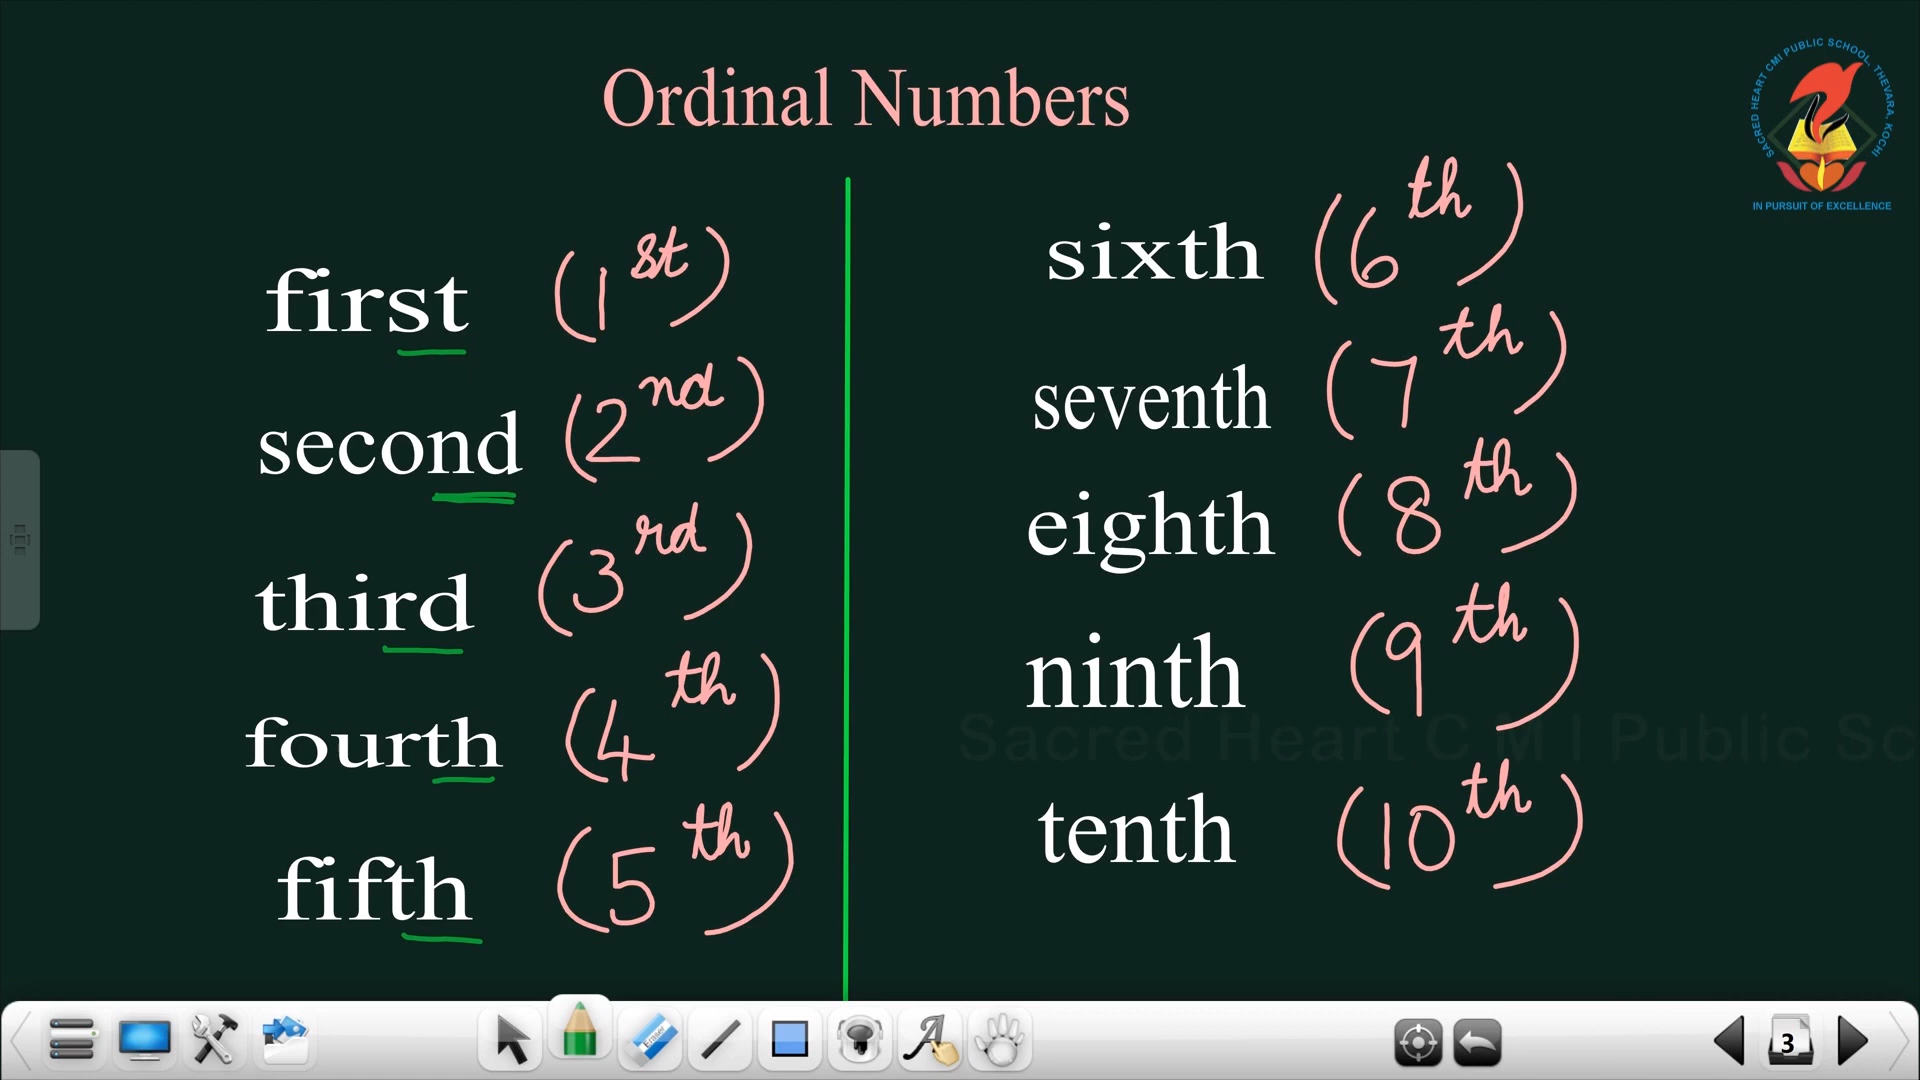 Ordinal Numbers
SACRED HEART CMI PUBLIC SCHOOL, THEVARA, KOCHI
IN PURSUIT OF EXCELLENCE
first (1st)
second (2nd)
third (3rd)
fourth (4th)
fifth (5th)
sixth (6th)
seventh (7th)
eighth (8th)
ninth (9th)
Sacred Heart C M I Public Sc
tenth (10th)
Eraser
A
3